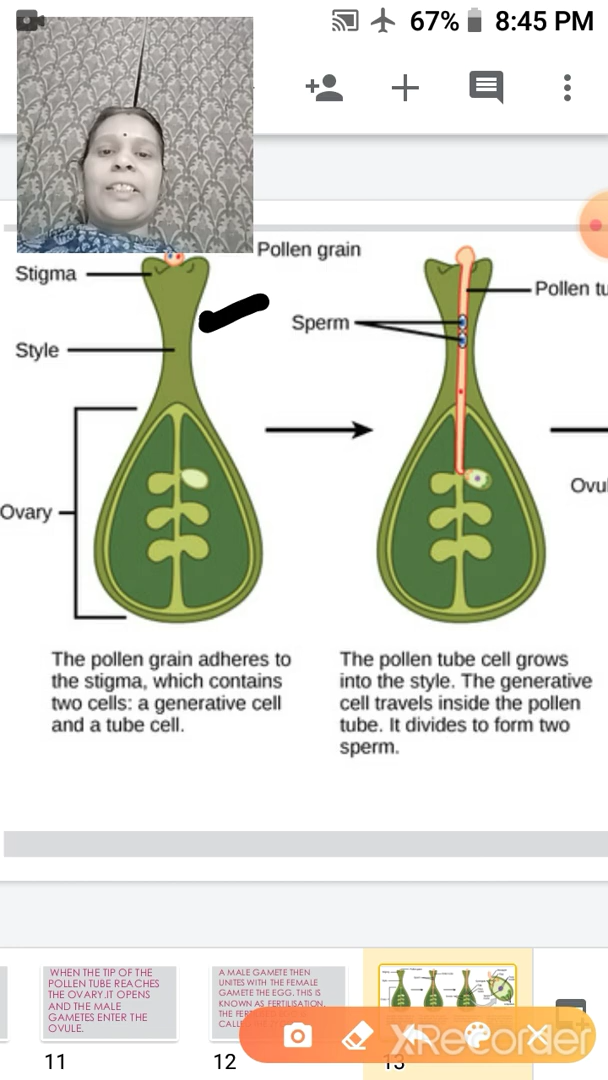 67% 8:45 PM
Pollen grain
Stigma
Pollen tu
Sperm
Style
Ovul
Ovary
The pollen grain adheres to
the stigma, which contains
two cells: a generative cell
and a tube cell.
The pollen tube cell grows
into the style. The generative
cell travels inside the pollen
tube. It divides to form two
sperm.
WHEN THE TIP OF THE
POLLEN TUBE REACHES
THE OVARY.IT OPENS
AND THE MALE
GAMETES ENTER THE
OVULE.
A MALE GAMETE THEN
UNITES WITH THE FEMALE
GAMETE THE EGG. THIS IS
KNOWN AS FERTILISATION.
THE
CALL
11
12
13
XRecorder